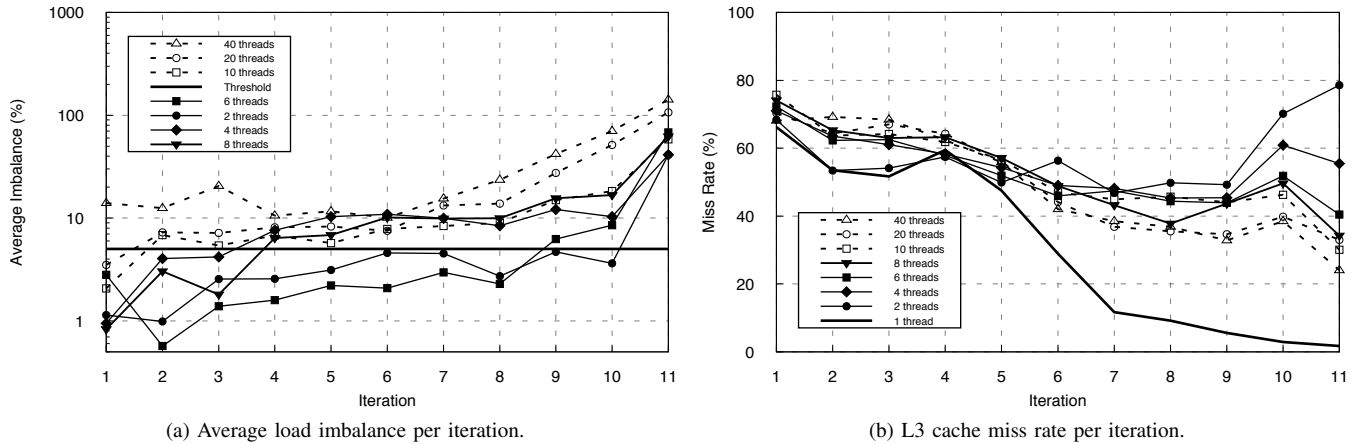 1000
100
10
1
Average Imbalance (%)
40 threads
20 threads
10 threads
Threshold
6 threads
2 threads
4 threads
8 threads
1 2 3 4 5 6 7 8 9 10 11
Iteration
(a) Average load imbalance per iteration.
100
80
60
40
20
0
Miss Rate (%)
40 threads
20 threads
10 threads
8 threads
6 threads
4 threads
2 threads
1 thread
1 2 3 4 5 6 7 8 9 10 11
Iteration
(b) L3 cache miss rate per iteration.